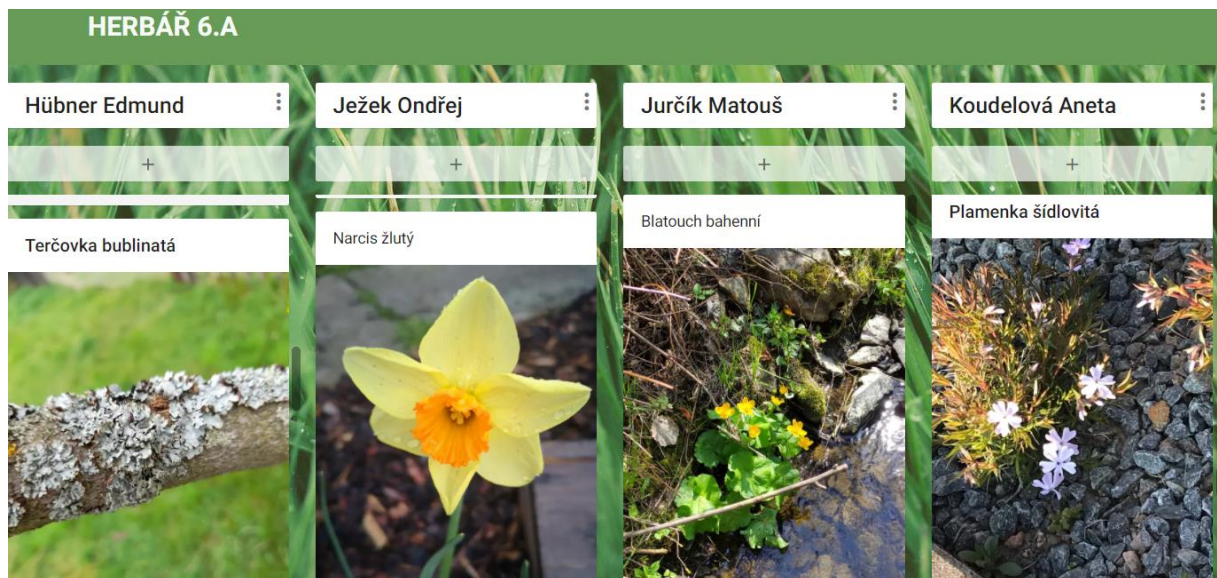 HERBÁŘ 6.A
Hübner Edmund
+
Terčovka bublinatá
Ježek Ondřej
+
Narcis žlutý
Jurčík Matouš
+
Blatouch bahenní
Koudelová Aneta
+
Plamenka šídlovitá